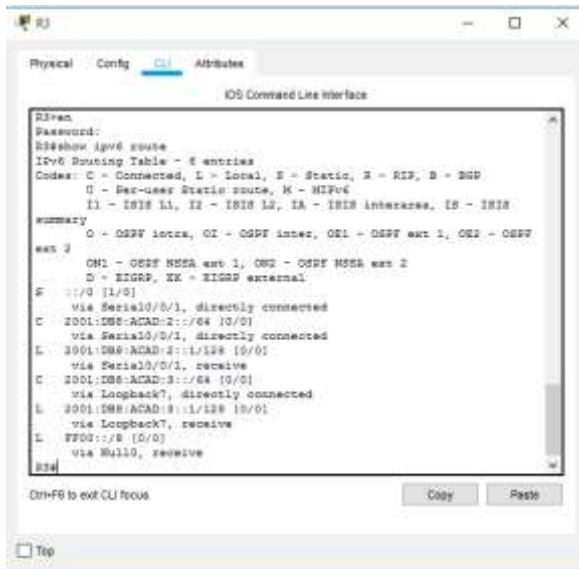 R3
Physical Config CLI Attributes
IOS Command Line Interface
R3>en
Password:
R3#show ipv6 route
IPv6 Routing Table - 6 entries
Codes: C - Connected, L - Local, S - Static, R - RIP, B - BGP
U - Per-user Static route, M - MIPv6
I1 - ISIS L1, I2 - ISIS L2, IA - ISIS interarea, IS - ISIS
summary
O - OSPF intra, OI - OSPF inter, OE1 - OSPF ext 1, OE2 - OSPF
ext 2
ON1 - OSPF NSSA ext 1, ON2 - OSPF NSSA ext 2
D - EIGRP, EX - EIGRP external
S ::/0 [1/0]
via Serial0/0/1, directly connected
C 2001:DB8:ACAD:2::/64 [0/0]
via Serial0/0/1, directly connected
L 2001:DB8:ACAD:2::1/128 [0/0]
via Serial0/0/1, receive
C 2001:DB8:ACAD:3::/64 [0/0]
via Loopback7, directly connected
L 2001:DB8:ACAD:3::1/128 [0/0]
via Loopback7, receive
L FF00::/8 [0/0]
via Null0, receive
R3#
Ctrl+F6 to exit CLI focus
Copy Paste
Top